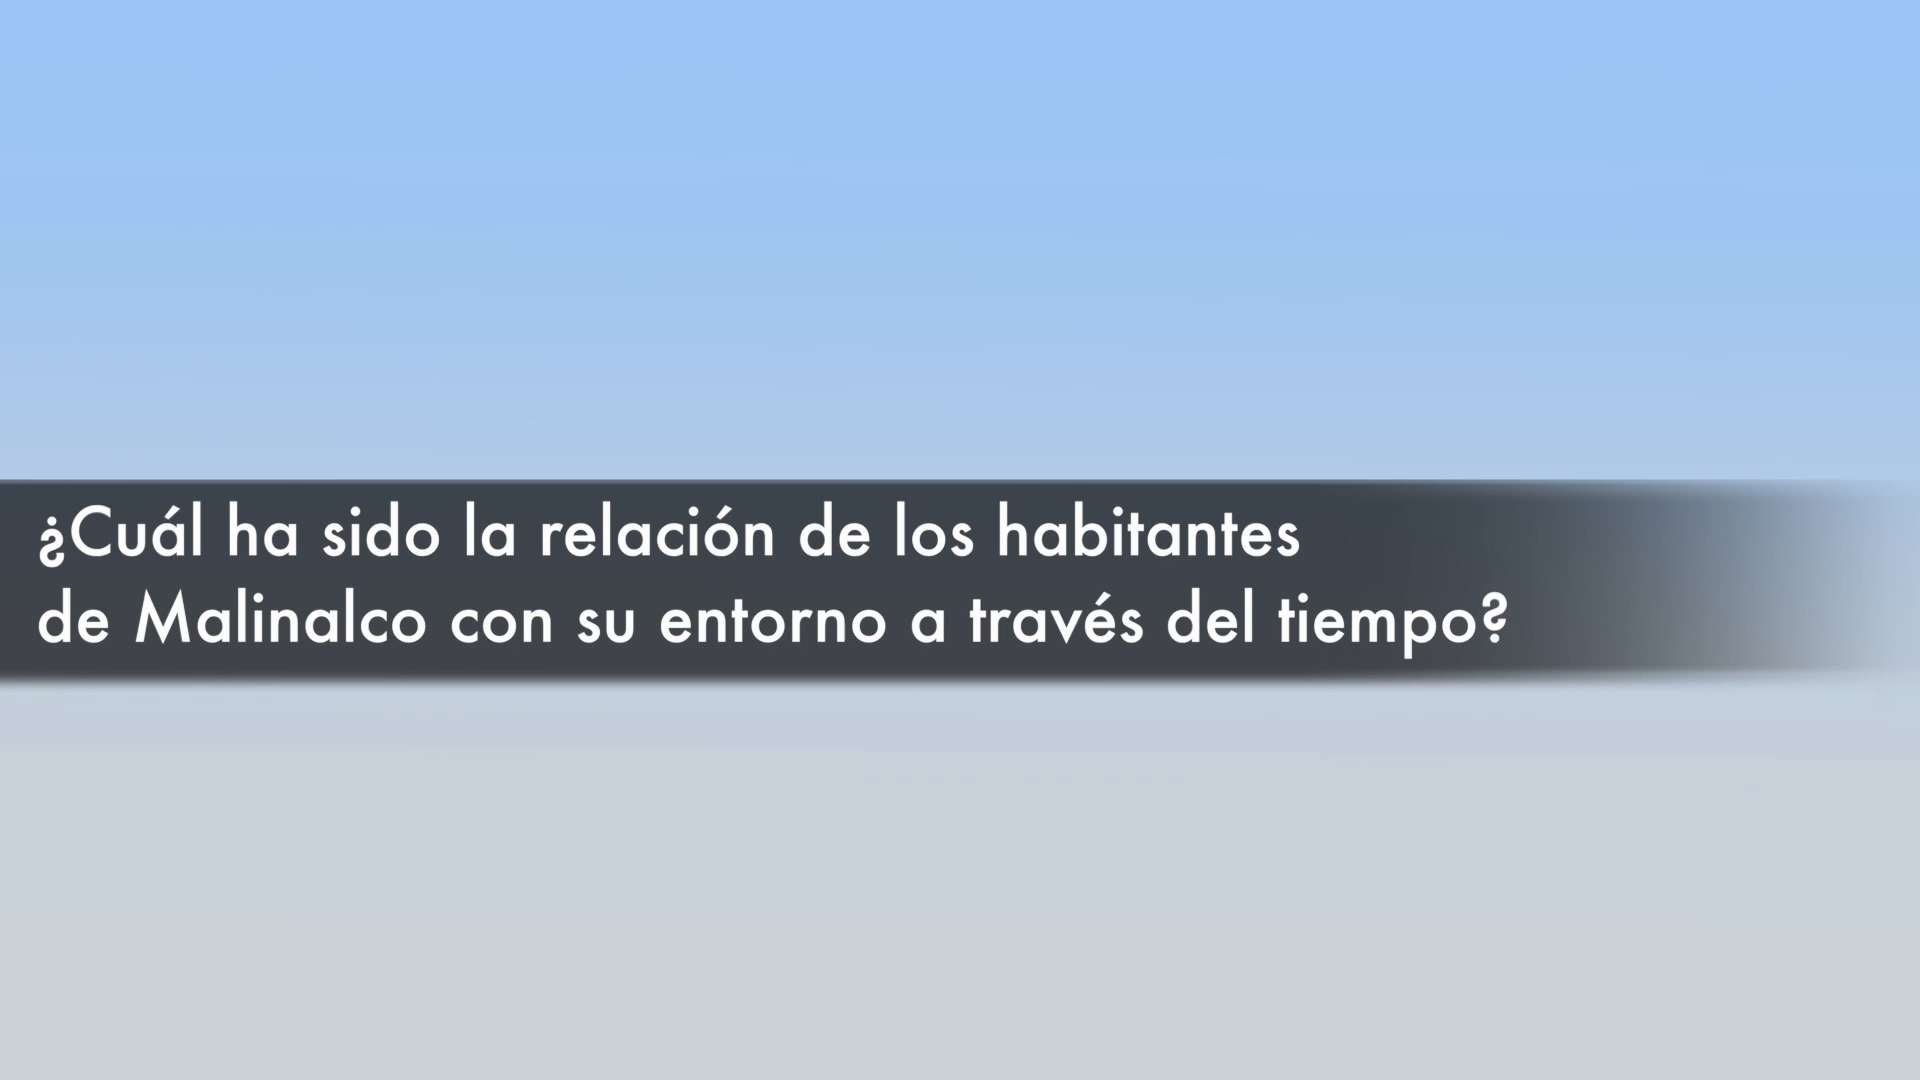 ¿Cuál ha sido la relación de los habitantes
de Malinalco con su entorno a través del tiempo?